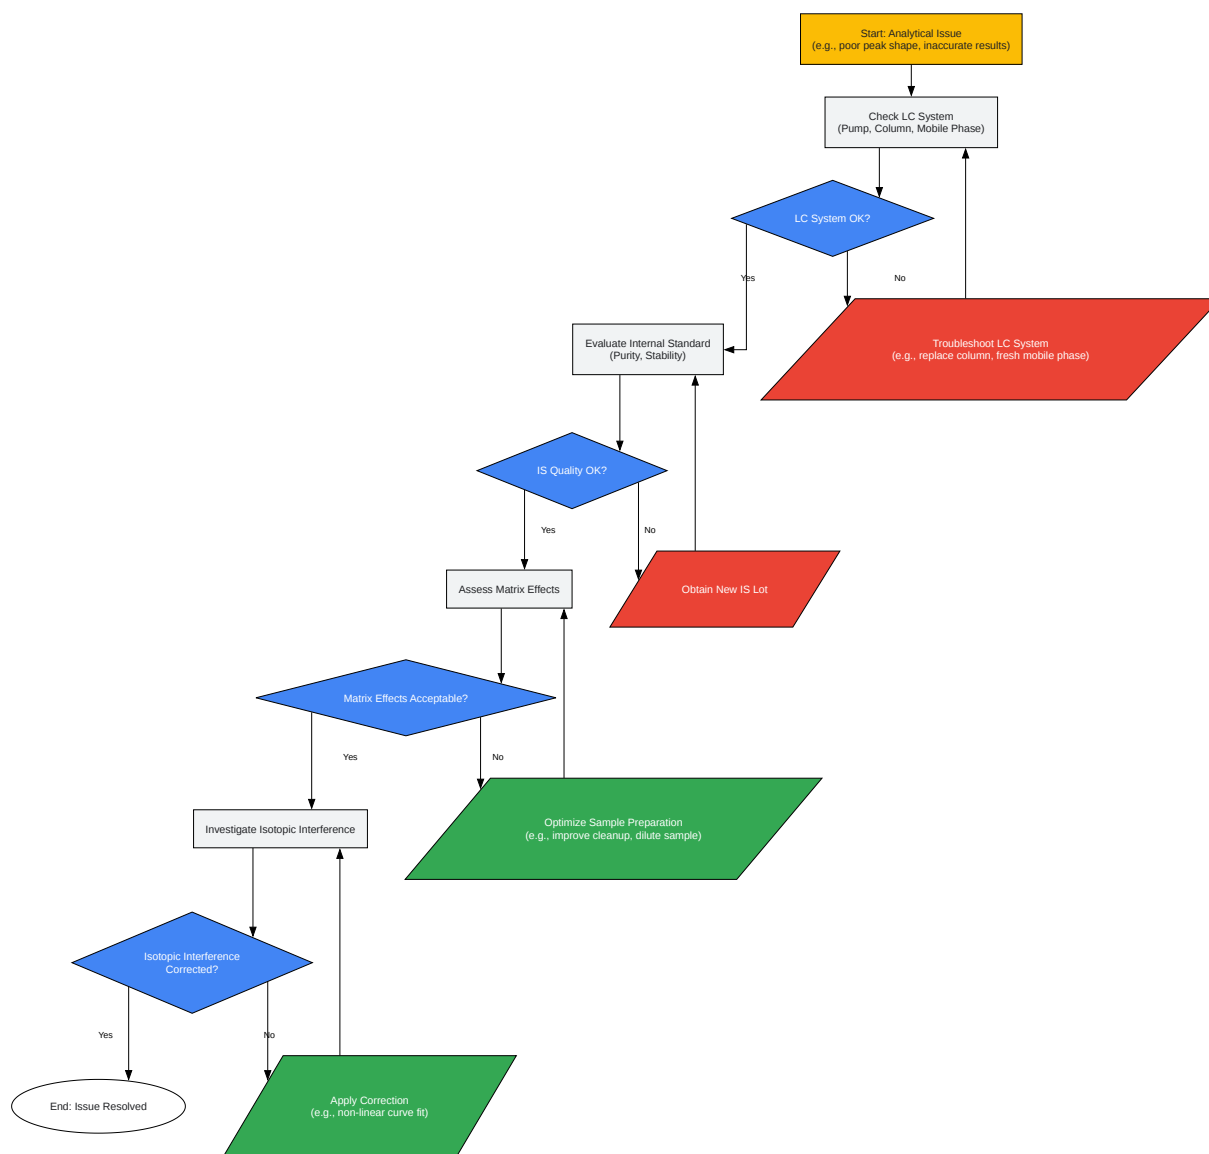 Start: Analytical Issue
(e.g., poor peak shape, inaccurate results)
Check LC System
(Pump, Column, Mobile Phase)
LC System OK?
Yes
No
Evaluate Internal Standard
(Purity, Stability)
Troubleshoot LC System
(e.g., replace column, fresh mobile phase)
IS Quality OK?
Yes
No
Assess Matrix Effects
Obtain New IS Lot
Matrix Effects Acceptable?
Yes
No
Investigate Isotopic Interference
Optimize Sample Preparation
(e.g., improve cleanup, dilute sample)
Isotopic Interference
Corrected?
Yes
No
End: Issue Resolved
Apply Correction
(e.g., non-linear curve fit)